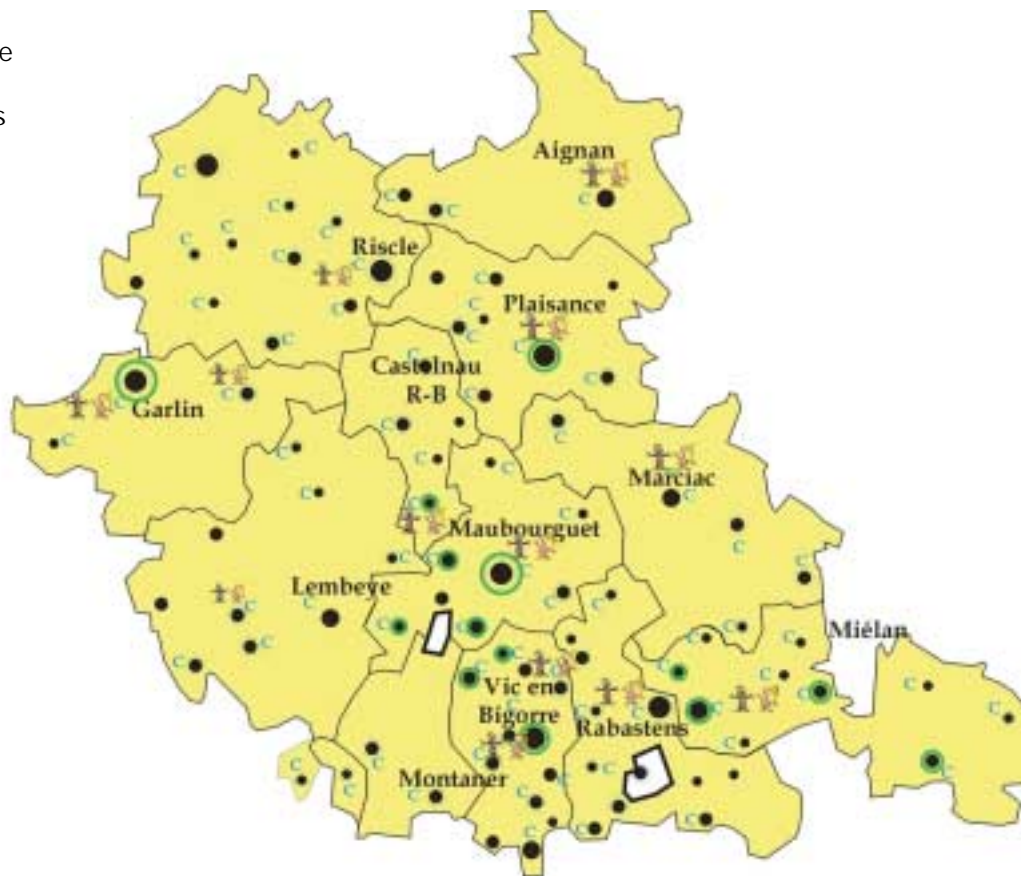 e
s
Aignan
Riscle
Plaisance
Castelnau
R-B
Garlin
Marciac
Maubourguet
Lembeye
Miélan
Vic en
Bigorre
Rabastens
Montaner